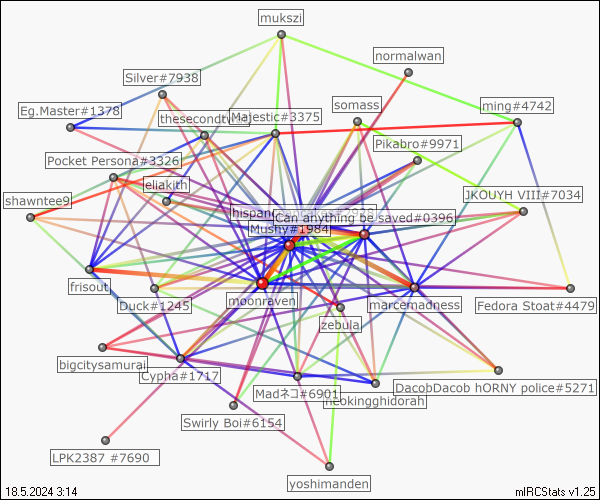 mukszi
normalwan
Silver#7938
Eg.Master#1378
somass
ming#4742
Majestic#3375
Pikabro#9971
Pocket Persona#3326
eliakith
JKOUYH VIII#7034
shawntee9
Can anything be saved#0396
Mushy#1984
frisout
moonraven
marcemadness
Duck#1245
Fedora Stoat#4479
zebula
bigcitysamurai
Cypha#1717
DacobDacob hORNY police#5271
Madネコ#6901
Swirly Boi#6154
LPK2387 #7690
yoshimanden
18.5.2024 3:14
mIRCStats v1.25